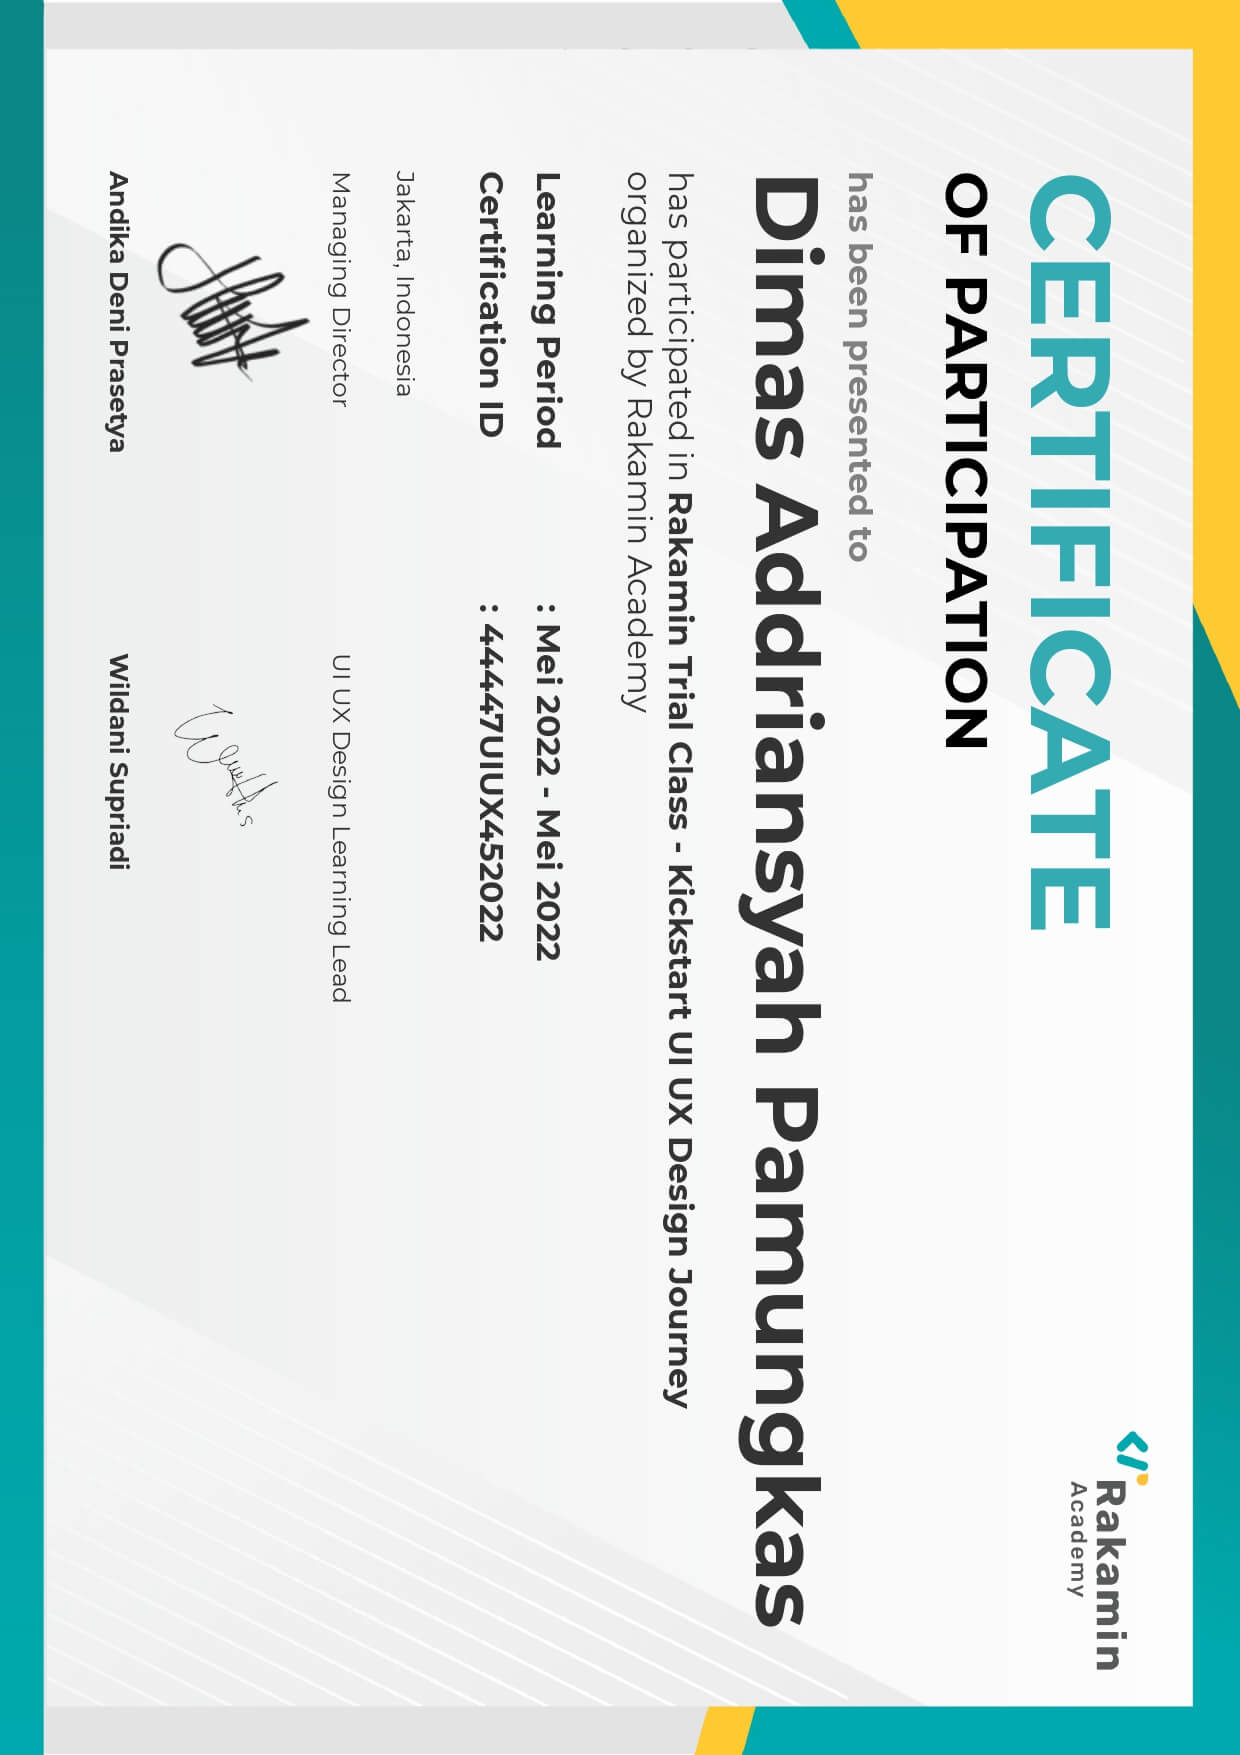 Rakamin
Academy
CERTIFICATE
OF PARTICIPATION
has been presented to
Dimas Addriansyah Pamungkas
has participated in Rakamin Trial Class - Kickstart UI UX Design Journey
organized by Rakamin Academy
Learning Period : Mei 2022 - Mei 2022
Certification ID : 44447UIUX452022
Jakarta, Indonesia
Managing Director
UI UX Design Learning Lead
Andika Deni Prasetya
Wildani Supriadi